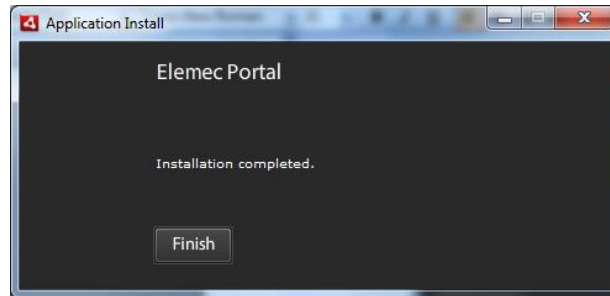 Application Install
Elemec Portal
Installation completed.
Finish